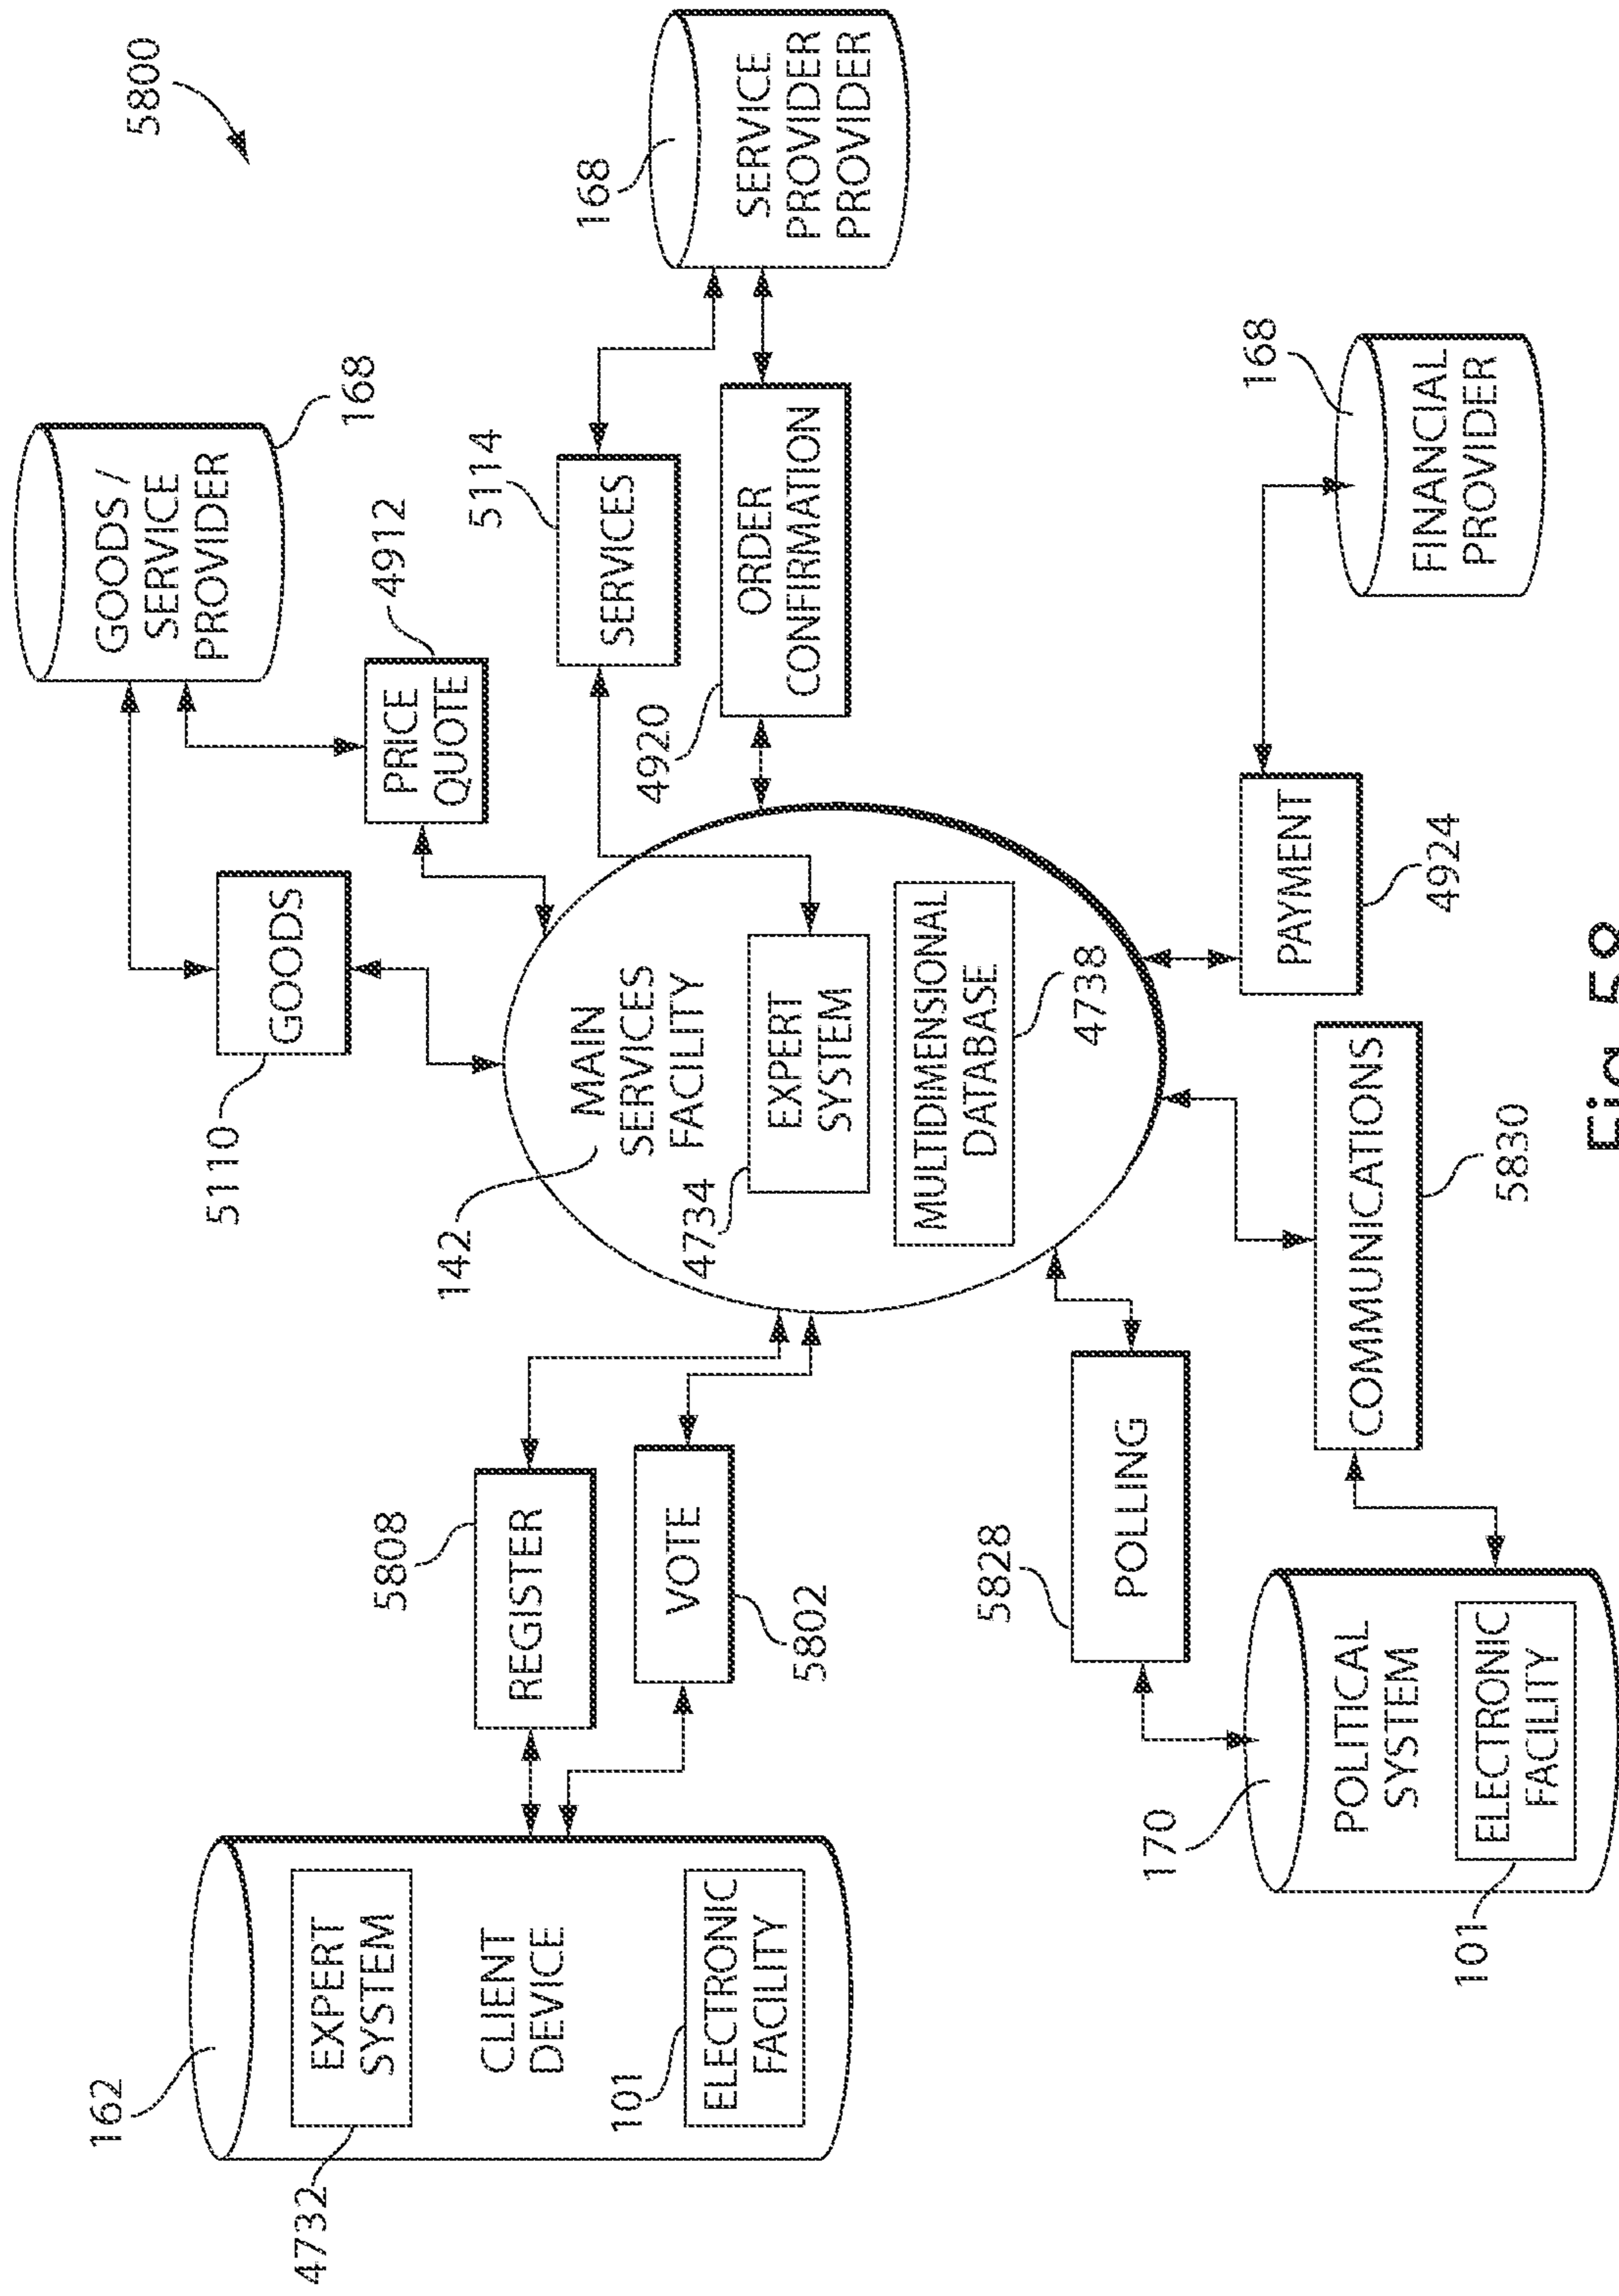 5800
162
EXPERT
SYSTEM
4732
CLIENT
DEVICE
101
ELECTRONIC
FACILITY
5808
REGISTER
VOTE
5802
5110
GOODS
GOODS /
SERVICE
PROVIDER
168
PRICE
QUOTE
4912
142
MAIN
SERVICES
FACILITY
4734
EXPERT
SYSTEM
MULTIDIMENSIONAL
DATABASE
4738
5114
SERVICES
4920
ORDER
CONFIRMATION
168
SERVICE
PROVIDER
PROVIDER
5828
POLLING
170
POLITICAL
SYSTEM
101
ELECTRONIC
FACILITY
COMMUNICATIONS
5830
PAYMENT
4924
168
FINANCIAL
PROVIDER
Fig. 58